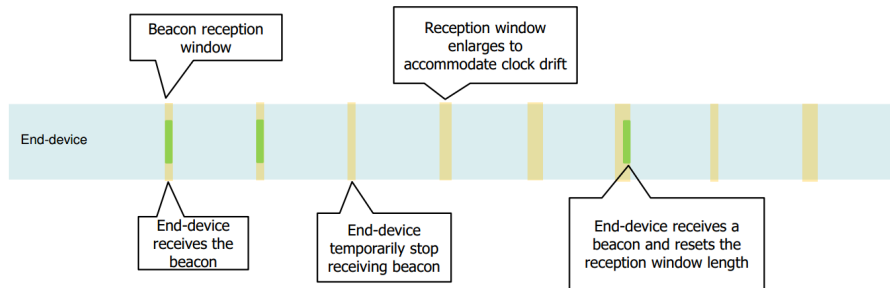 Beacon reception
window
Reception window
enlarges to
accommodate clock drift
End-device
End-device
receives the
beacon
End-device
temporarily stop
receiving beacon
End-device receives a
beacon and resets the
reception window length